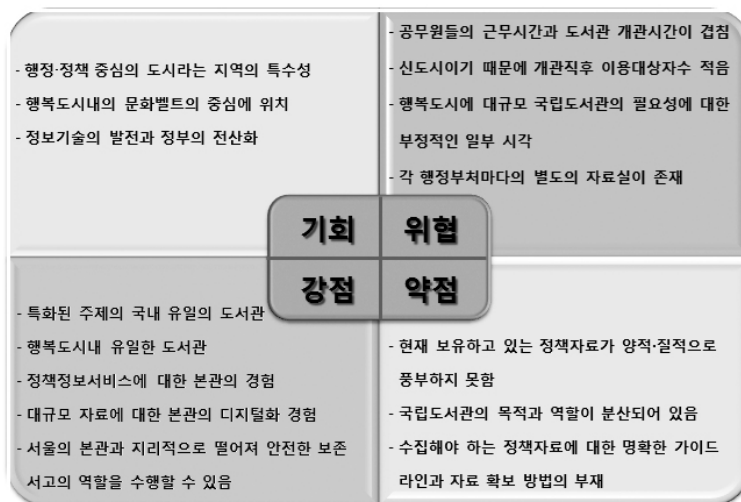 - 행정·정책 중심의 도시라는 지역의 특수성
- 행복도시내의 문화벨트의 중심에 위치
- 정보기술의 발전과 정부의 전산화
- 공무원들의 근무시간과 도서관 개관시간이 겹침
- 신도시이기 때문에 개관직후 이용대상자수 적음
- 행복도시에 대규모 국립도서관의 필요성에 대한
부정적인 일부 시각
- 각 행정부처마다의 별도의 자료실이 존재
기회 위협
강점 약점
- 특화된 주제의 국내 유일의 도서관
- 행복도시내 유일한 도서관
- 정책정보서비스에 대한 본관의 경험
- 대규모 자료에 대한 본관의 디지털화 경험
- 서울의 본관과 지리적으로 떨어져 안전한 보존
서고의 역할을 수행할 수 있음
- 현재 보유하고 있는 정책자료가 양적·질적으로
풍부하지 못함
- 국립도서관의 목적과 역할이 분산되어 있음
- 수집해야 하는 정책자료에 대한 명확한 가이드
라인과 자료 확보 방법의 부재